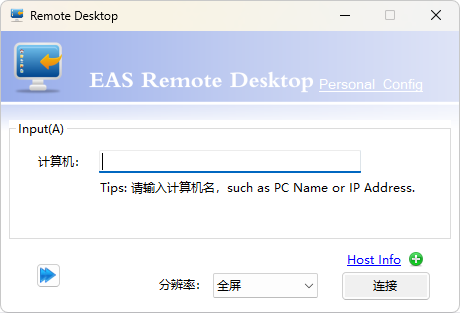 Remote Desktop
EAS Remote Desktop Personal Config
Input(A)
计算机：
Tips: 请输入计算机名，such as PC Name or IP Address.
Host Info
分辨率： 全屏 连接